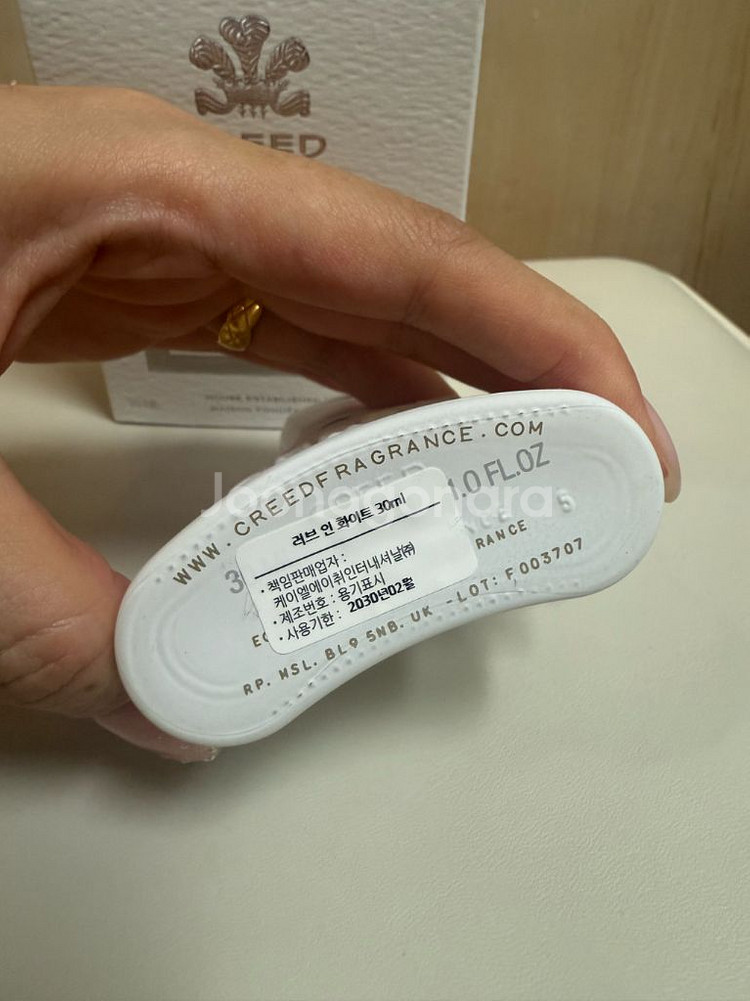 CREED
WWW.CREEDFRAGRANCE.COM
1.0 FL.OZ
Joongonara
러브 인 화이트 30ml
· 책임판매업자 :
케이엘에이취인터내셔날㈜
· 제조번호 : 용기표시
· 사용기한 : 2030년02월
RANCE
RP. MSL. BL9 5NB. UK -LOT: F003707